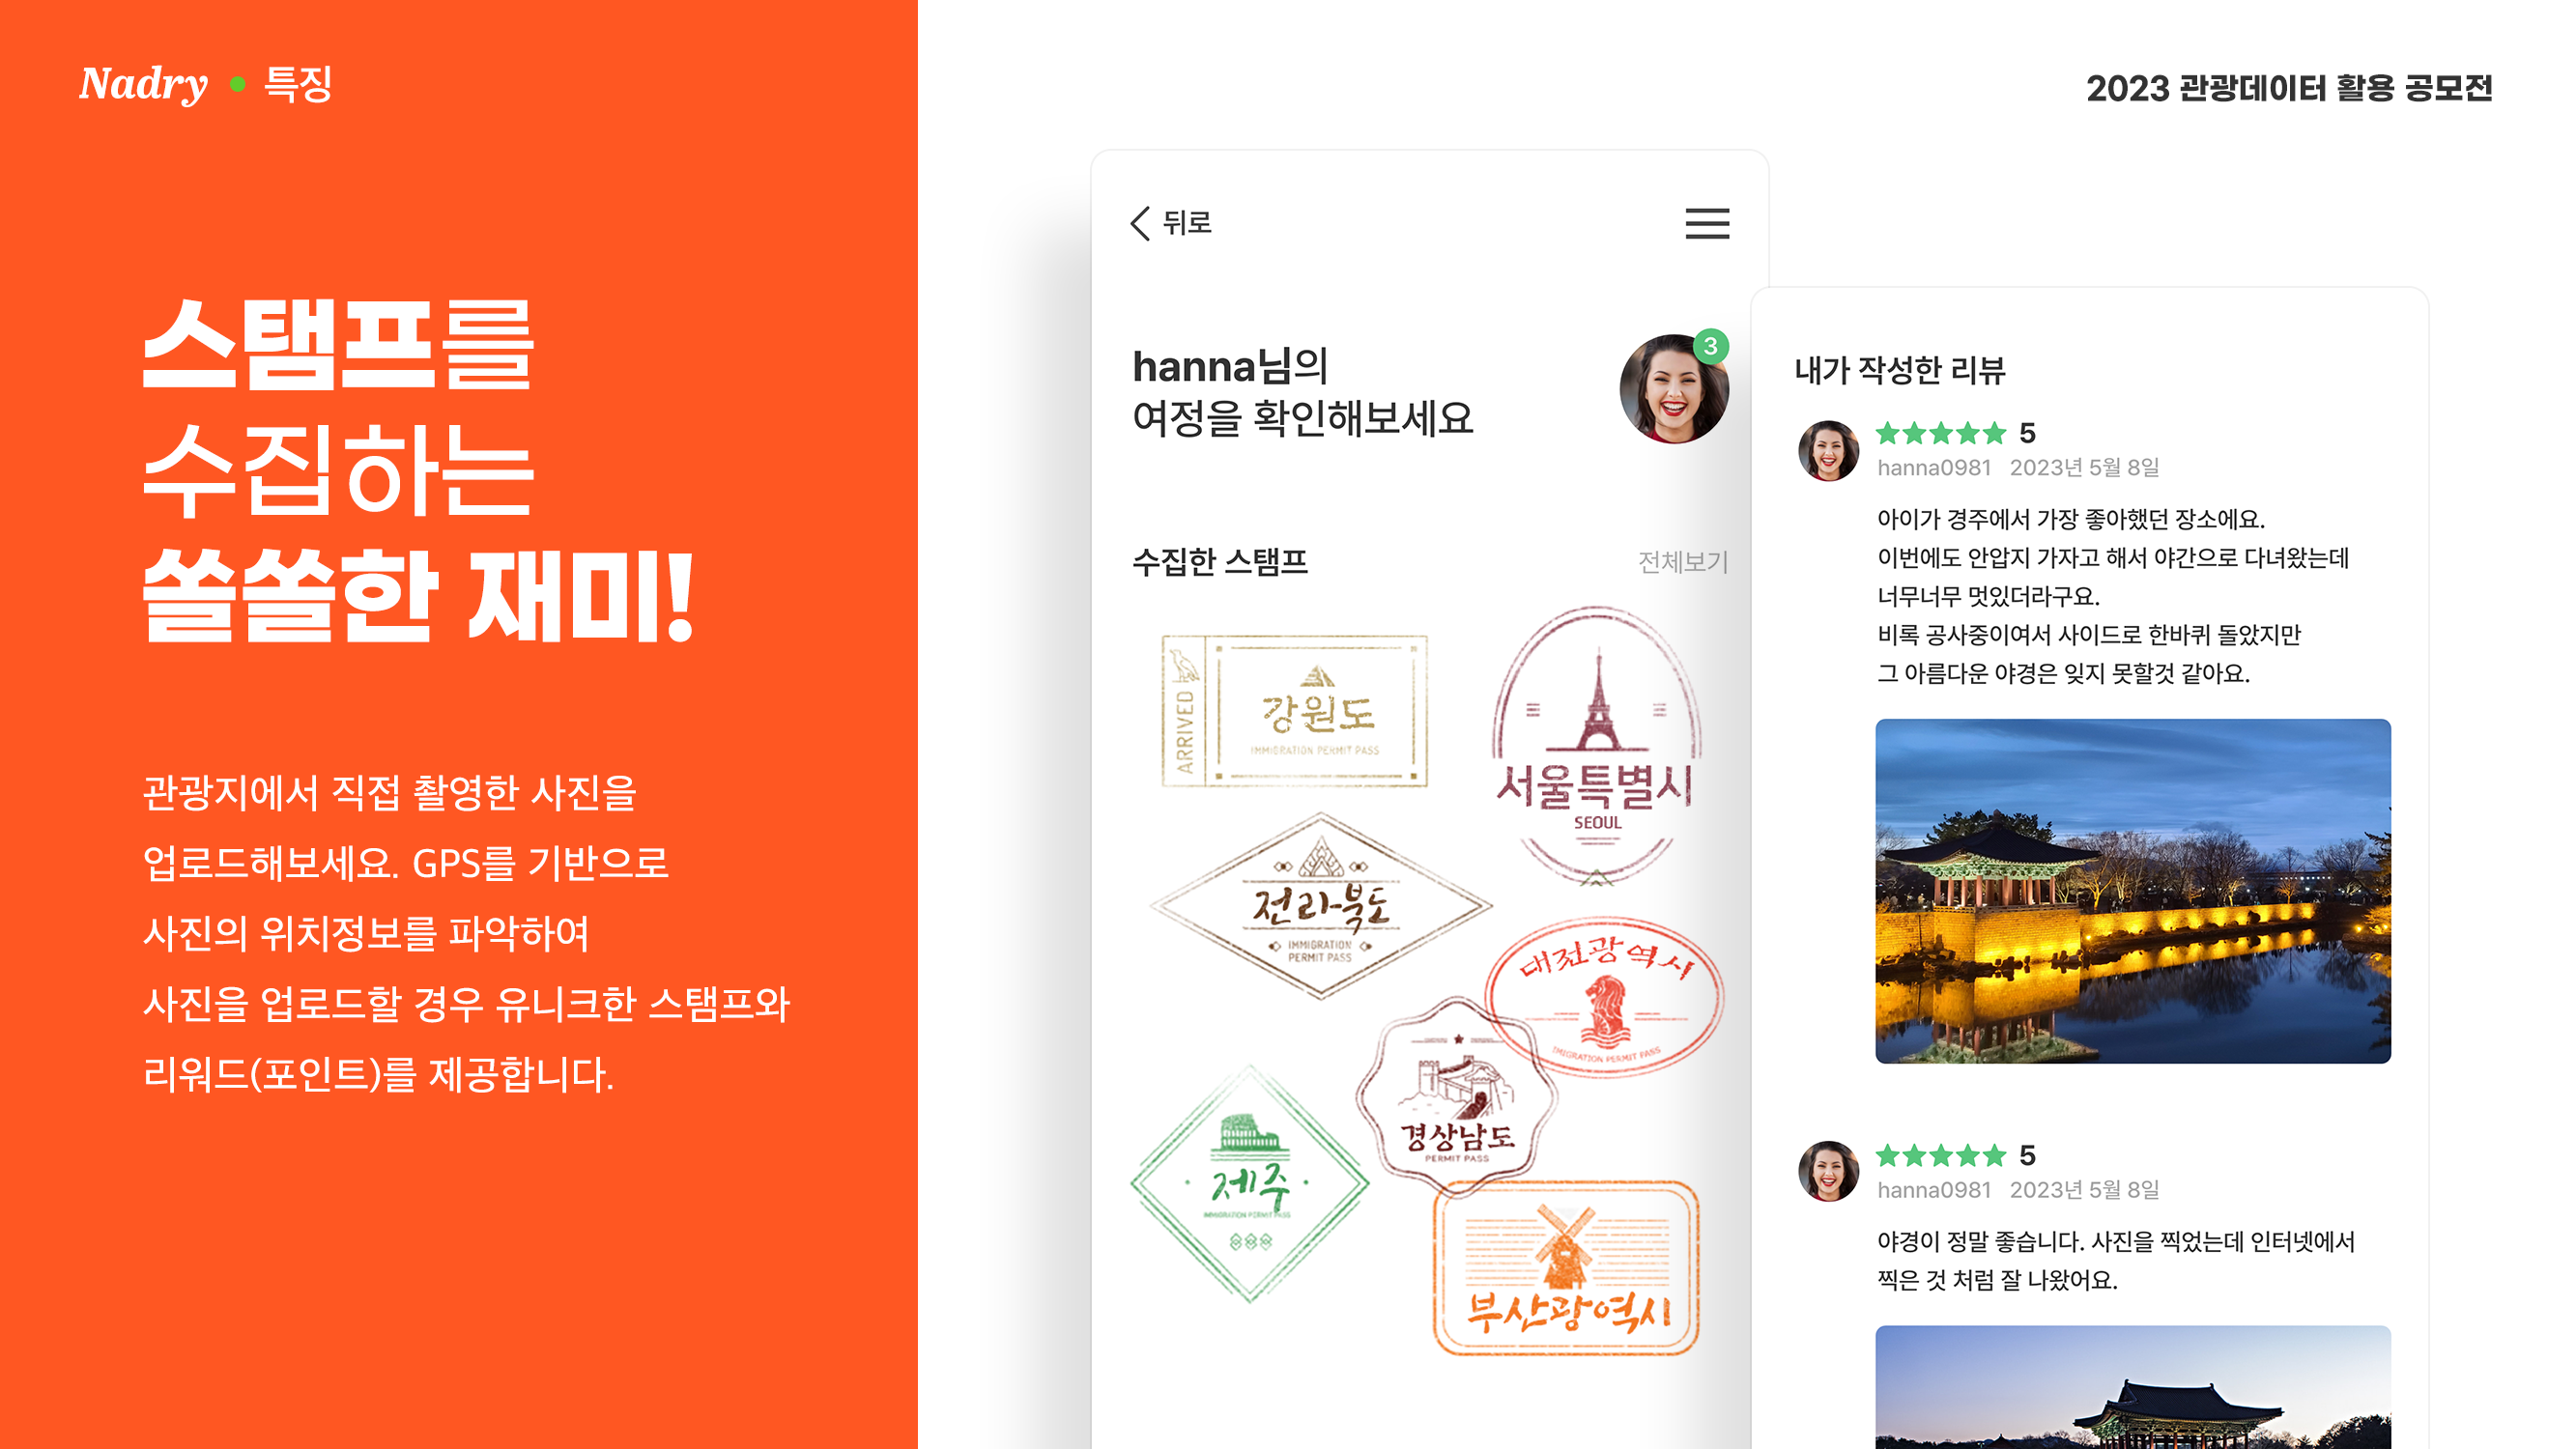 Nadry • 특징
2023 관광데이터 활용 공모전
스탬프를
수집하는
쏠쏠한 재미!
관광지에서 직접 촬영한 사진을
업로드해보세요. GPS를 기반으로
사진의 위치정보를 파악하여
사진을 업로드할 경우 유니크한 스탬프와
리워드(포인트)를 제공합니다.
뒤로
3
hanna님의
여정을 확인해보세요
수집한 스탬프
전체보기
ARRIVED
강원도
IMMIGRATION PERMIT PASS
서울특별시
SEOUL
전라북도
IMMIGRATION
PERMIT PASS
대전광역시
IMIGRATION PERMIT PASS
경상남도
PERMIT PASS
제주
IMMIGRATION PERMIT PASS
부산광역시
내가 작성한 리뷰
5
hanna0981 2023년 5월 8일
아이가 경주에서 가장 좋아했던 장소에요.
이번에도 안압지 가자고 해서 야간으로 다녀왔는데
너무너무 멋있더라구요.
비록 공사중이여서 사이드로 한바퀴 돌았지만
그 아름다운 야경은 잊지 못할것 같아요.
5
hanna0981 2023년 5월 8일
야경이 정말 좋습니다. 사진을 찍었는데 인터넷에서
찍은 것 처럼 잘 나왔어요.